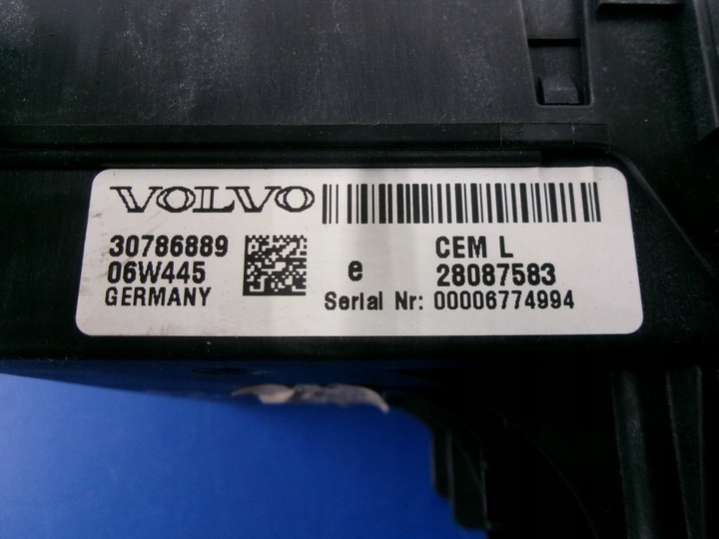 VOLVO
30786889
06W445
GERMANY
e
CEM L
28087583
Serial Nr: 00006774994